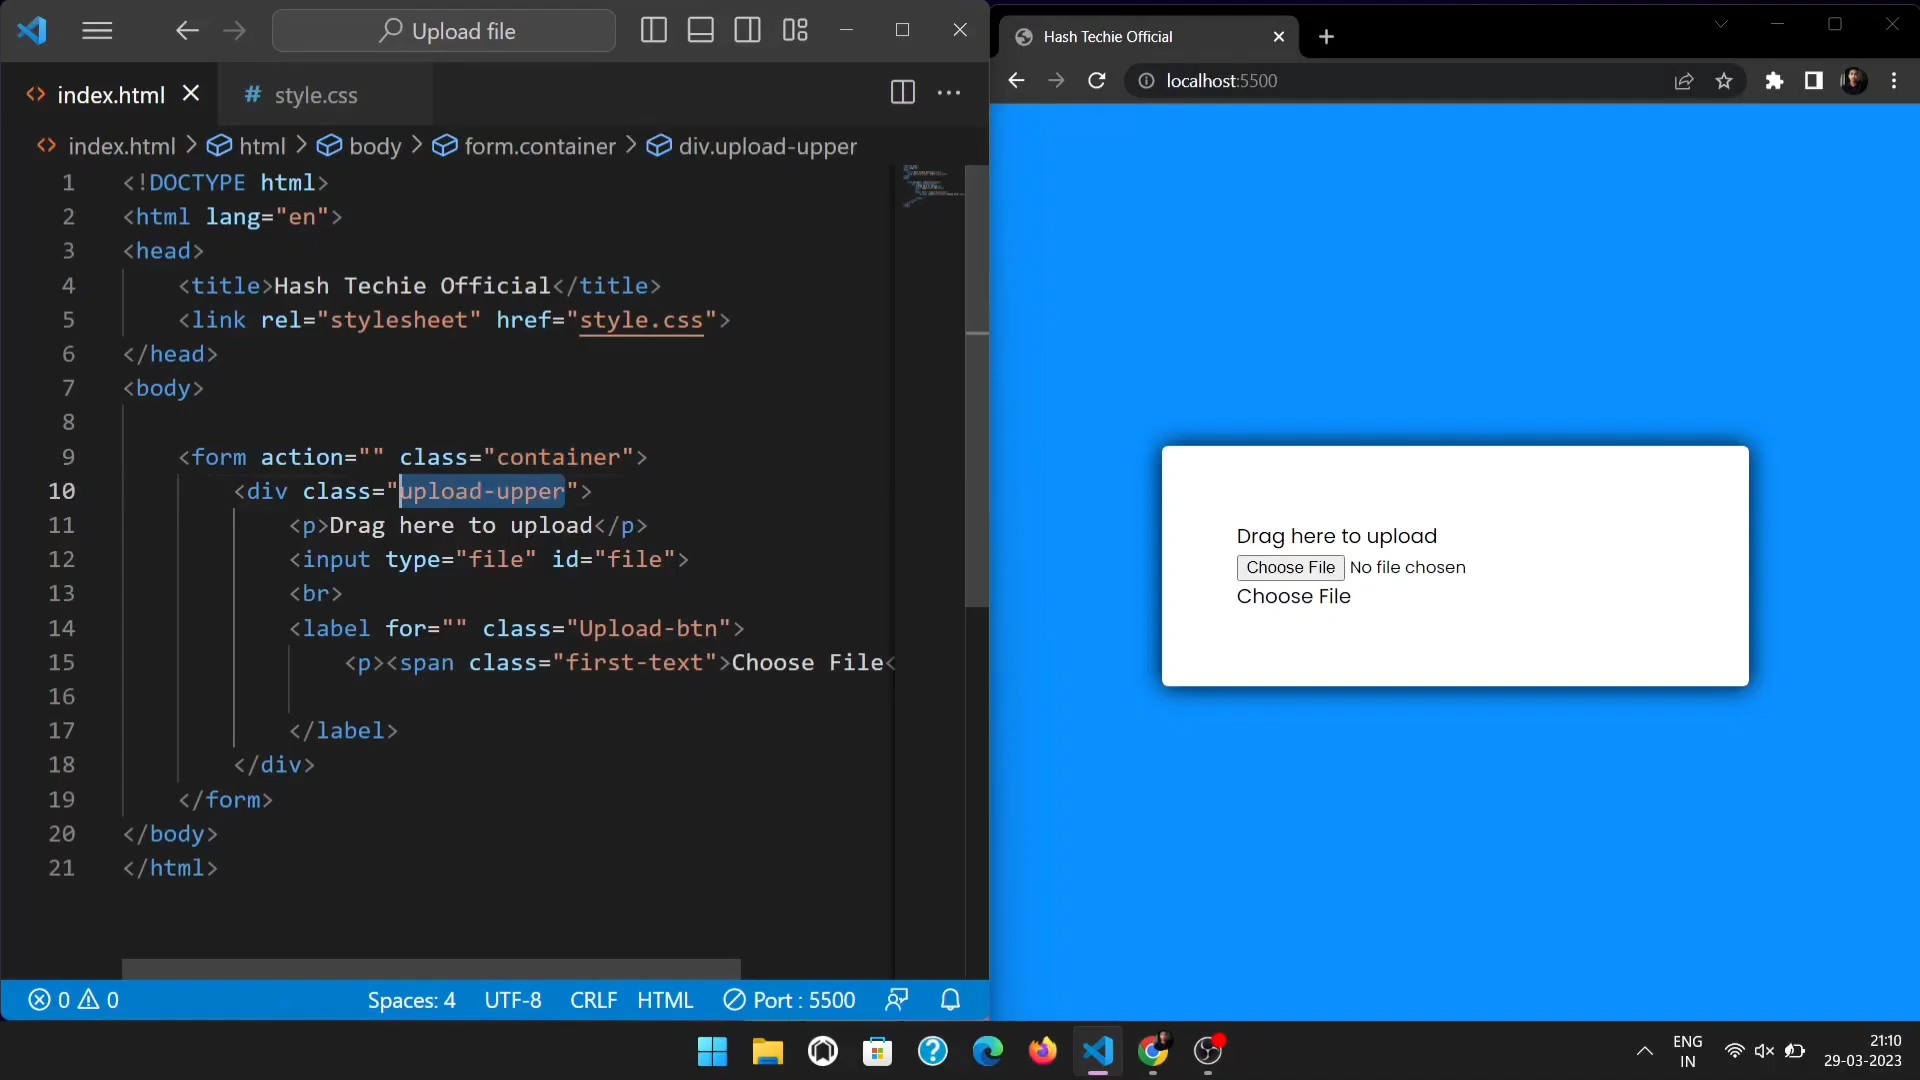 Upload file
index.html
# style.css
index.html > html > body > form.container > div.upload-upper
1 <!DOCTYPE html>
2 <html lang="en">
3 <head>
4 <title>Hash Techie Official</title>
5 <link rel="stylesheet" href="style.css">
6 </head>
7 <body>
8
9 <form action="" class="container">
10 <div class="upload-upper">
11 <p>Drag here to upload</p>
12 <input type="file" id="file">
13 <br>
14 <label for="" class="Upload-btn">
15 <p><span class="first-text">Choose File<
16
17 </label>
18 </div>
19 </form>
20 </body>
21 </html>
0 0
Spaces: 4 UTF-8 CRLF HTML Port : 5500
Hash Techie Official
localhost:5500
Drag here to upload
Choose File No file chosen
Choose File
ENG
IN
21:10
29-03-2023